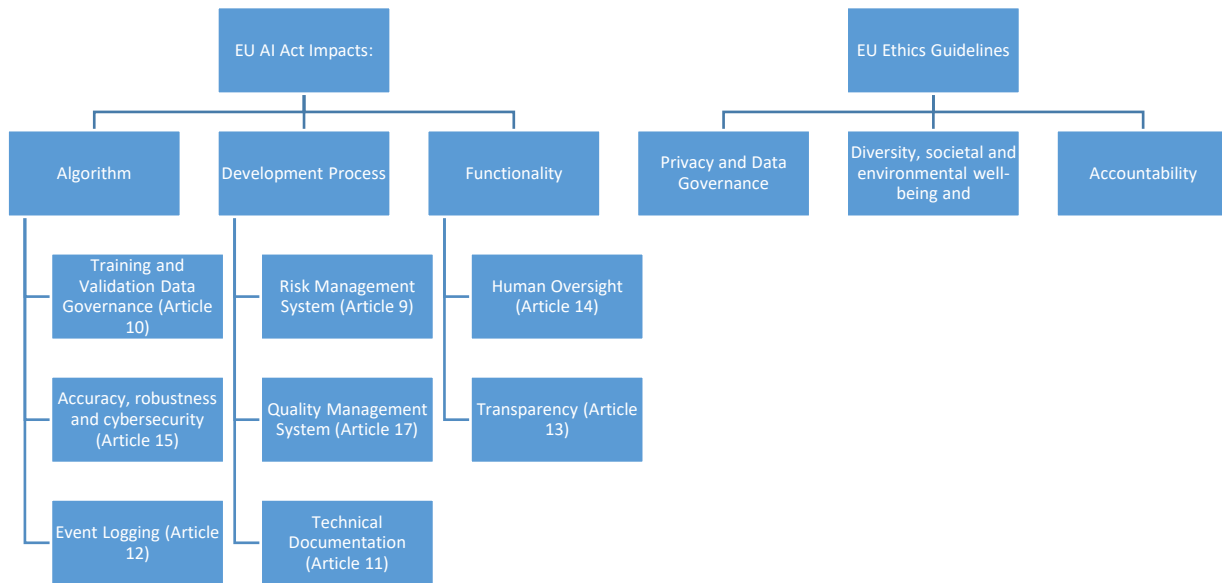 EU AI Act Impacts:
EU Ethics Guidelines
Algorithm
Development Process
Functionality
Privacy and Data
Governance
Diversity, societal and
environmental well-
being and
Accountability
Training and
Validation Data
Governance (Article
10)
Risk Management
System (Article 9)
Human Oversight
(Article 14)
Accuracy, robustness
and cybersecurity
(Article 15)
Quality Management
System (Article 17)
Transparency (Article
13)
Event Logging (Article
12)
Technical
Documentation
(Article 11)